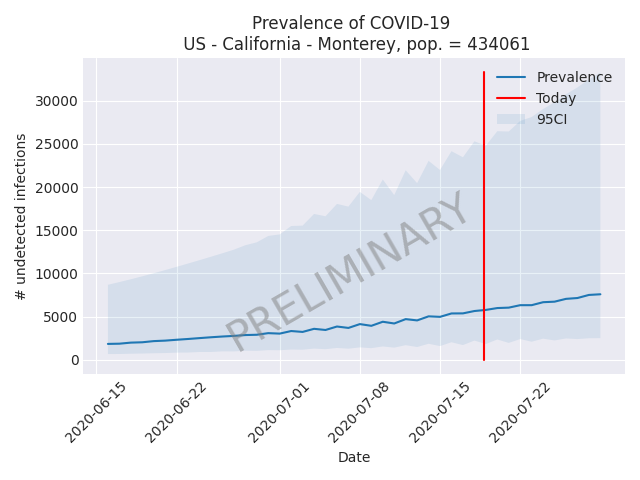 Prevalence of COVID-19
US - California - Monterey, pop. = 434061
Prevalence
Today
95CI
30000
25000
20000
15000
10000
5000
0
# undetected infections
PRELIMINARY
2020-06-15
2020-06-22
2020-07-01
2020-07-08
2020-07-15
2020-07-22
Date